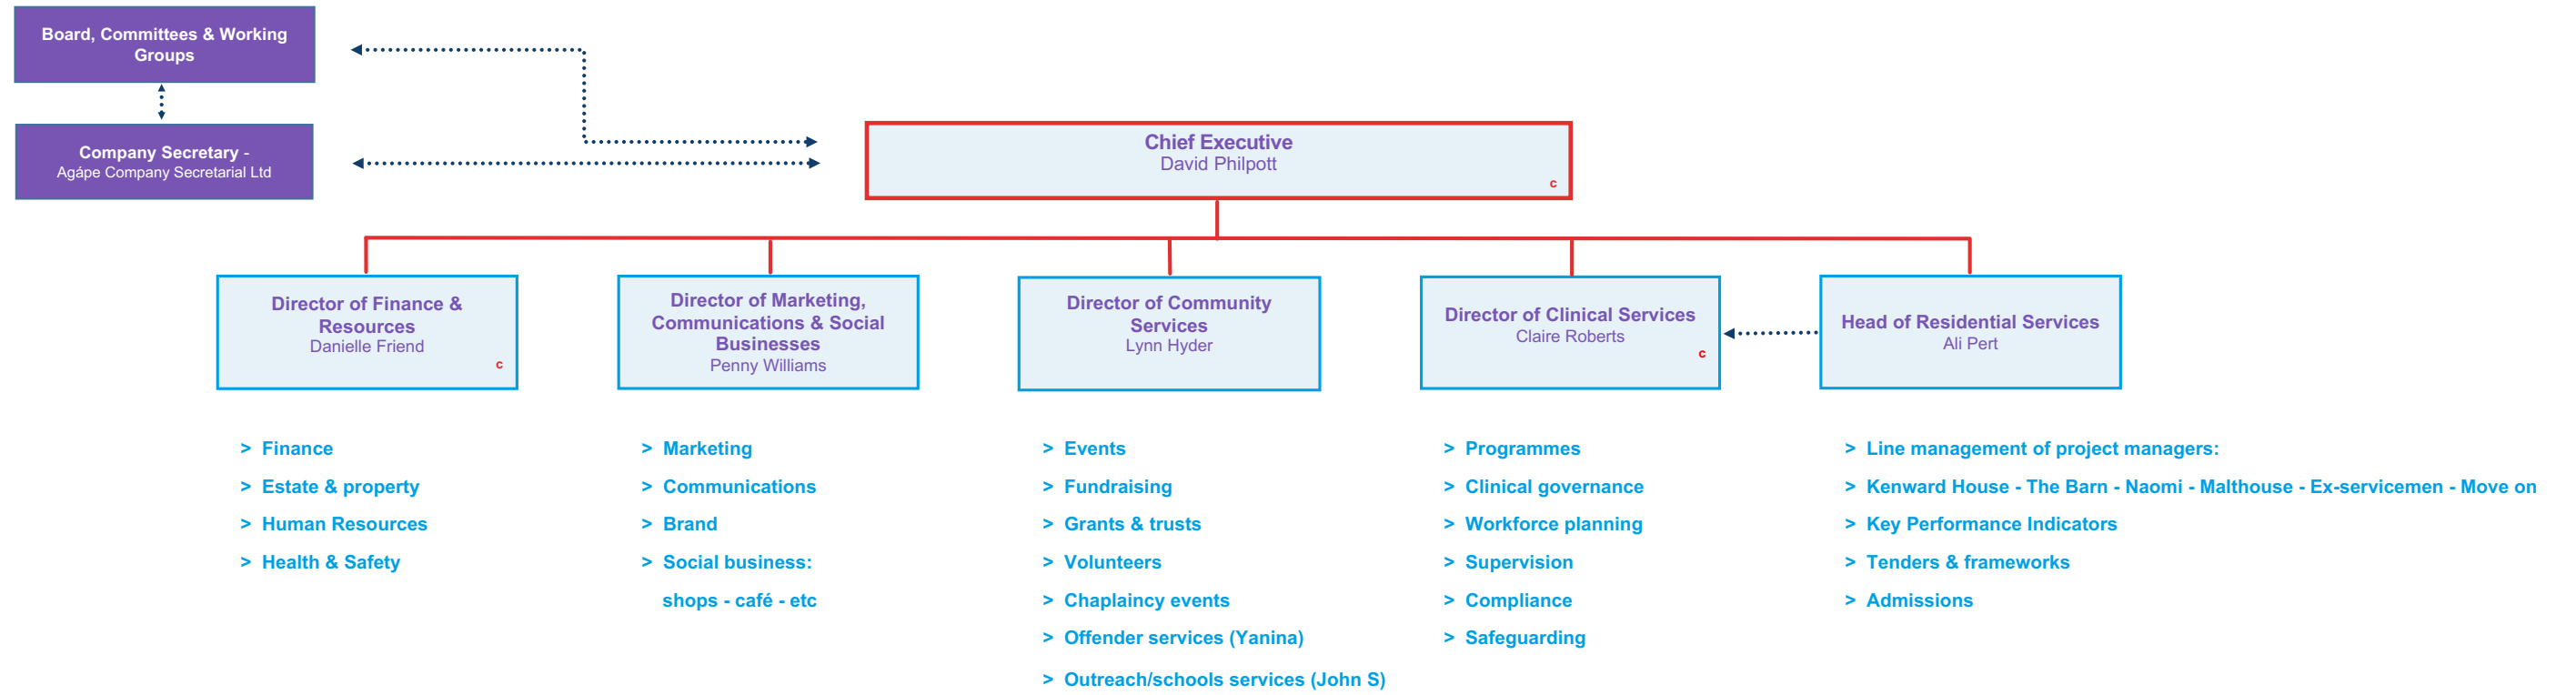 Board, Committees & Working
Groups
Company Secretary -
Agápe Company Secretarial Ltd
Chief Executive
David Philpott
c
Director of Finance &
Resources
Danielle Friend
c
Director of Marketing,
Communications & Social
Businesses
Penny Williams
Director of Community
Services
Lynn Hyder
Director of Clinical Services
Claire Roberts
c
Head of Residential Services
Ali Pert
> Finance
> Estate & property
> Human Resources
> Health & Safety
> Marketing
> Communications
> Brand
> Social business:
shops - café - etc
> Events
> Fundraising
> Grants & trusts
> Volunteers
> Chaplaincy events
> Offender services (Yanina)
> Outreach/schools services (John S)
> Programmes
> Clinical governance
> Workforce planning
> Supervision
> Compliance
> Safeguarding
> Line management of project managers:
> Kenward House - The Barn - Naomi - Malthouse - Ex-servicemen - Move on
> Key Performance Indicators
> Tenders & frameworks
> Admissions